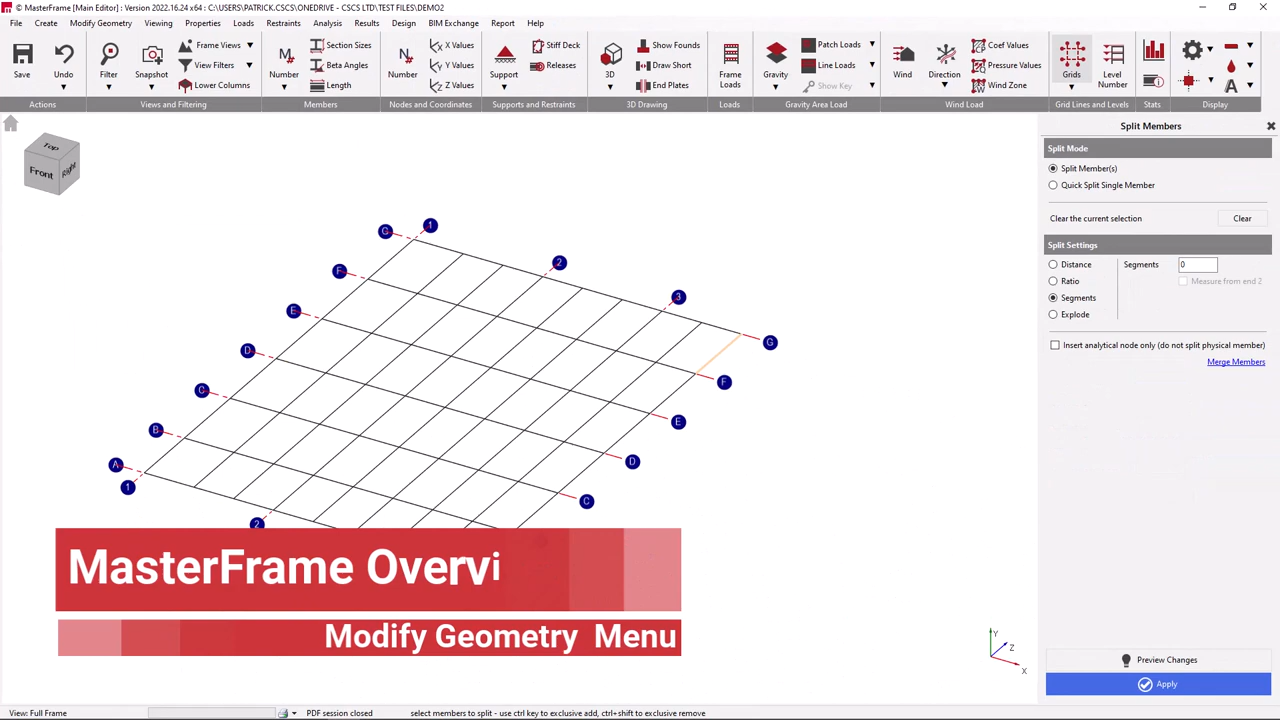 © MasterFrame [Main Editor] : Version 2022.16.24 x64 : C:\USERS\PATRICK.CSCS\ONEDRIVE - CSCS LTD\TEST FILES\DEMO2
File Create Modify Geometry Viewing Properties Loads Restraints Analysis Results Design BIM Exchange Report Help
Save Undo Filter Snapshot Frame Views View Filters Lower Columns Number Section Sizes Beta Angles Length Number X Values Y Values Z Values Support Stiff Deck Releases 3D Show Founds Draw Short End Plates Frame Loads Gravity Patch Loads Line Loads Show Key Wind Direction Coef Values Pressure Values Wind Zone Grids Level Number
Actions Views and Filtering Members Nodes and Coordinates Supports and Restraints 3D Drawing Loads Gravity Area Load Wind Load Grid Lines and Levels Stats Display
Top
Front
Right
G
1
F
2
E
3
D
G
C
F
B
E
A
D
1
C
2
Split Members
Split Mode
Split Member(s)
Quick Split Single Member
Clear the current selection Clear
Split Settings
Distance Segments 0
Ratio Measure from end 2
Segments
Explode
Insert analytical node only (do not split physical member)
Merge Members
MasterFrame Overvi
Modify Geometry Menu
Y
Z
X
Preview Changes
Apply
View: Full Frame PDF session closed select members to split - use ctrl key to exclusive add, ctrl+shift to exclusive remove